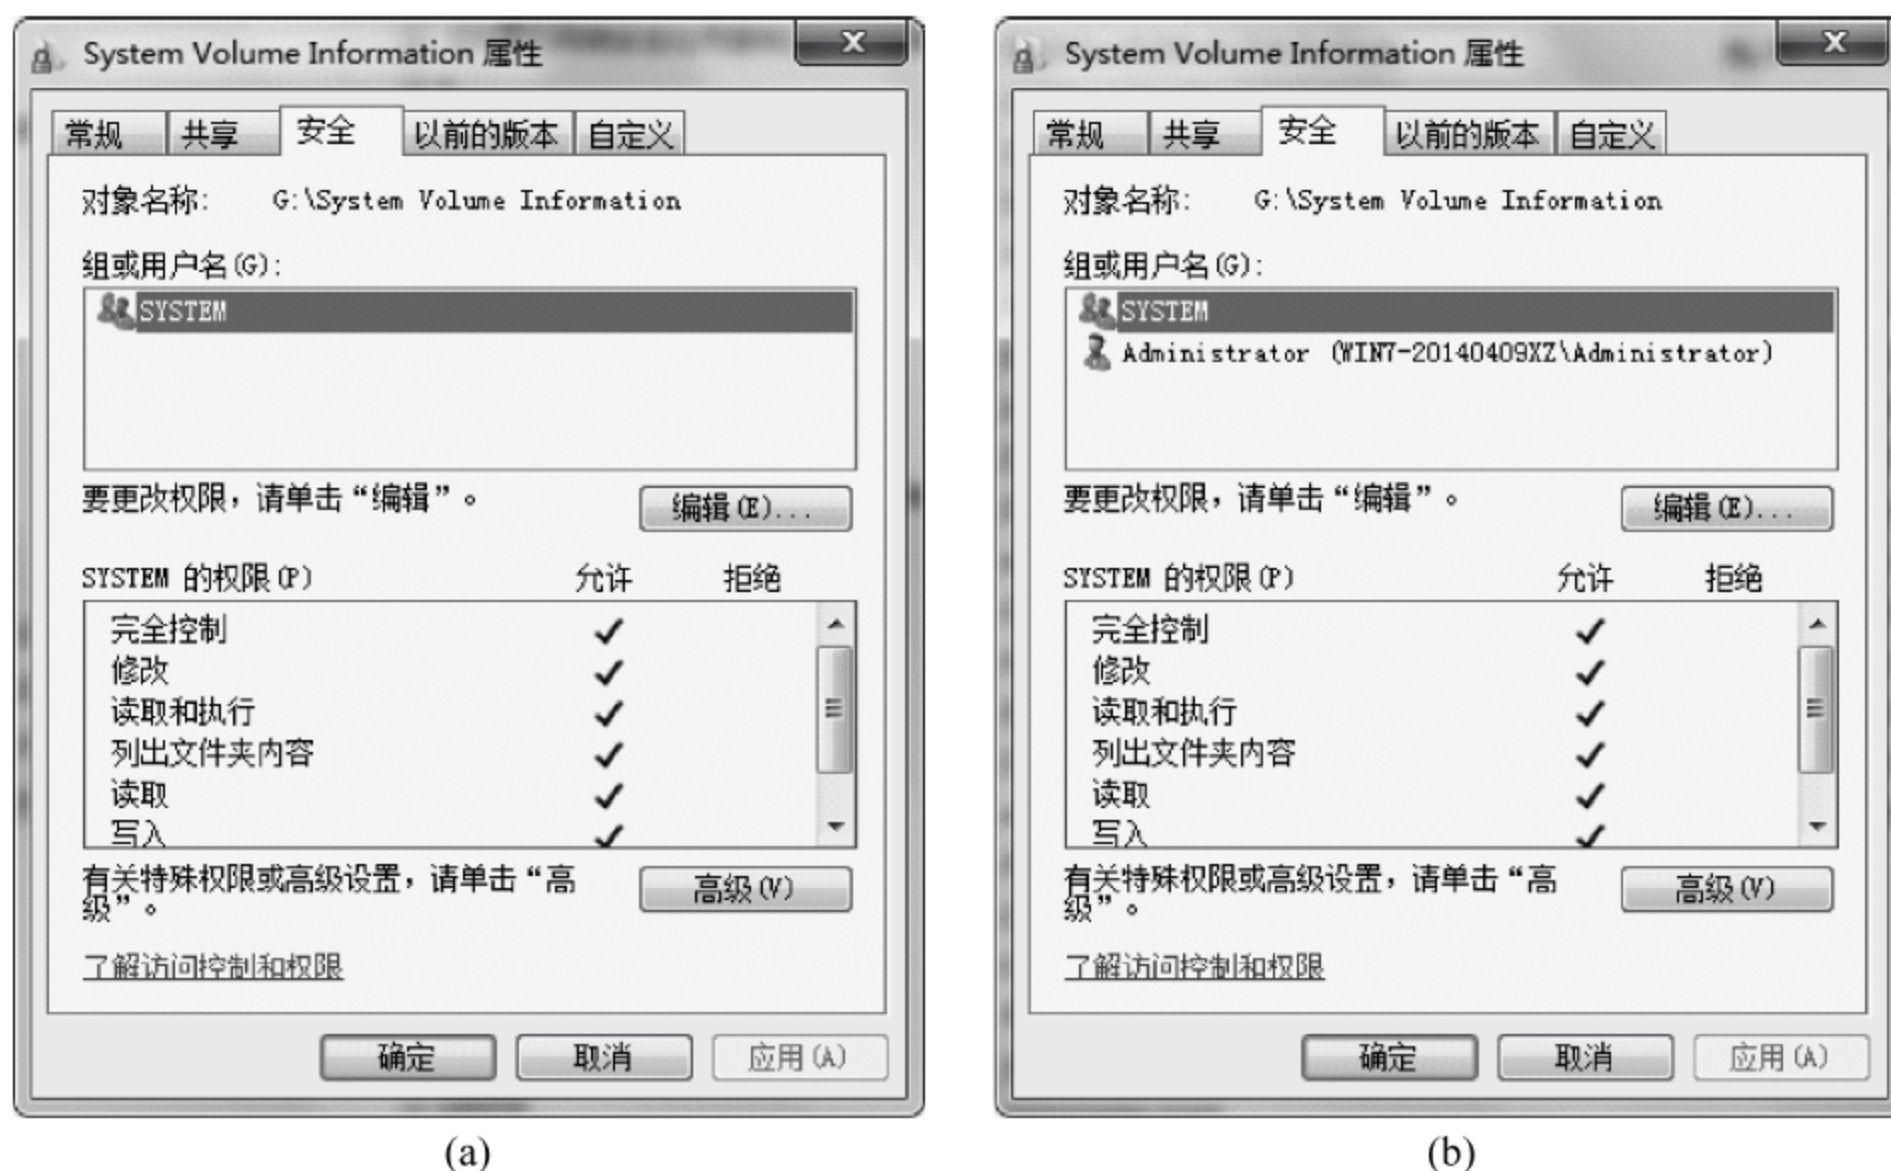 System Volume Information 属性
常规 共享 安全 以前的版本 自定义
对象名称: G:\System Volume Information
组或用户名(G):
SYSTEM
要更改权限，请单击“编辑”。
编辑(E)...
SYSTEM 的权限(P) 允许 拒绝
完全控制
修改
读取和执行
列出文件夹内容
读取
写入
有关特殊权限或高级设置，请单击“高
级”。
高级(V)
了解访问控制和权限
确定 取消 应用(A)
(a)
System Volume Information 属性
常规 共享 安全 以前的版本 自定义
对象名称: G:\System Volume Information
组或用户名(G):
SYSTEM
Administrator (WIN7-20140409XZ\Administrator)
要更改权限，请单击“编辑”。
编辑(E)...
SYSTEM 的权限(P) 允许 拒绝
完全控制
修改
读取和执行
列出文件夹内容
读取
写入
有关特殊权限或高级设置，请单击“高
级”。
高级(V)
了解访问控制和权限
确定 取消 应用(A)
(b)